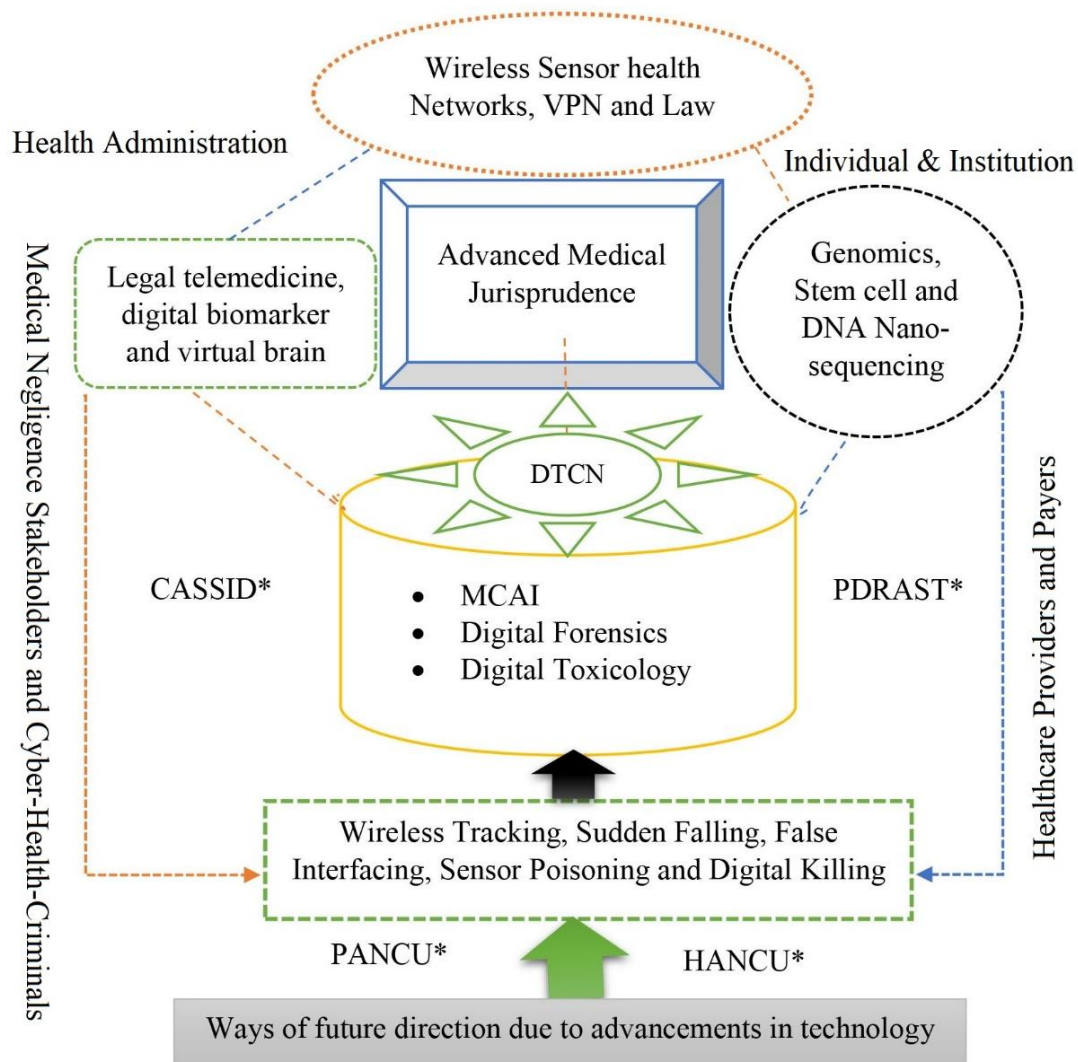 Wireless Sensor health
Networks, VPN and Law
Health Administration
Individual & Institution
Legal telemedicine,
digital biomarker
and virtual brain
Advanced Medical
Jurisprudence
Genomics,
Stem cell and
DNA Nano-
sequencing
Medical Negligence Stakeholders and Cyber-Health-Criminals
Healthcare Providers and Payers
DTCN
CASSID*
PDRAST*
• MCAI
• Digital Forensics
• Digital Toxicology
Wireless Tracking, Sudden Falling, False
Interfacing, Sensor Poisoning and Digital Killing
PANCU*
HANCU*
Ways of future direction due to advancements in technology